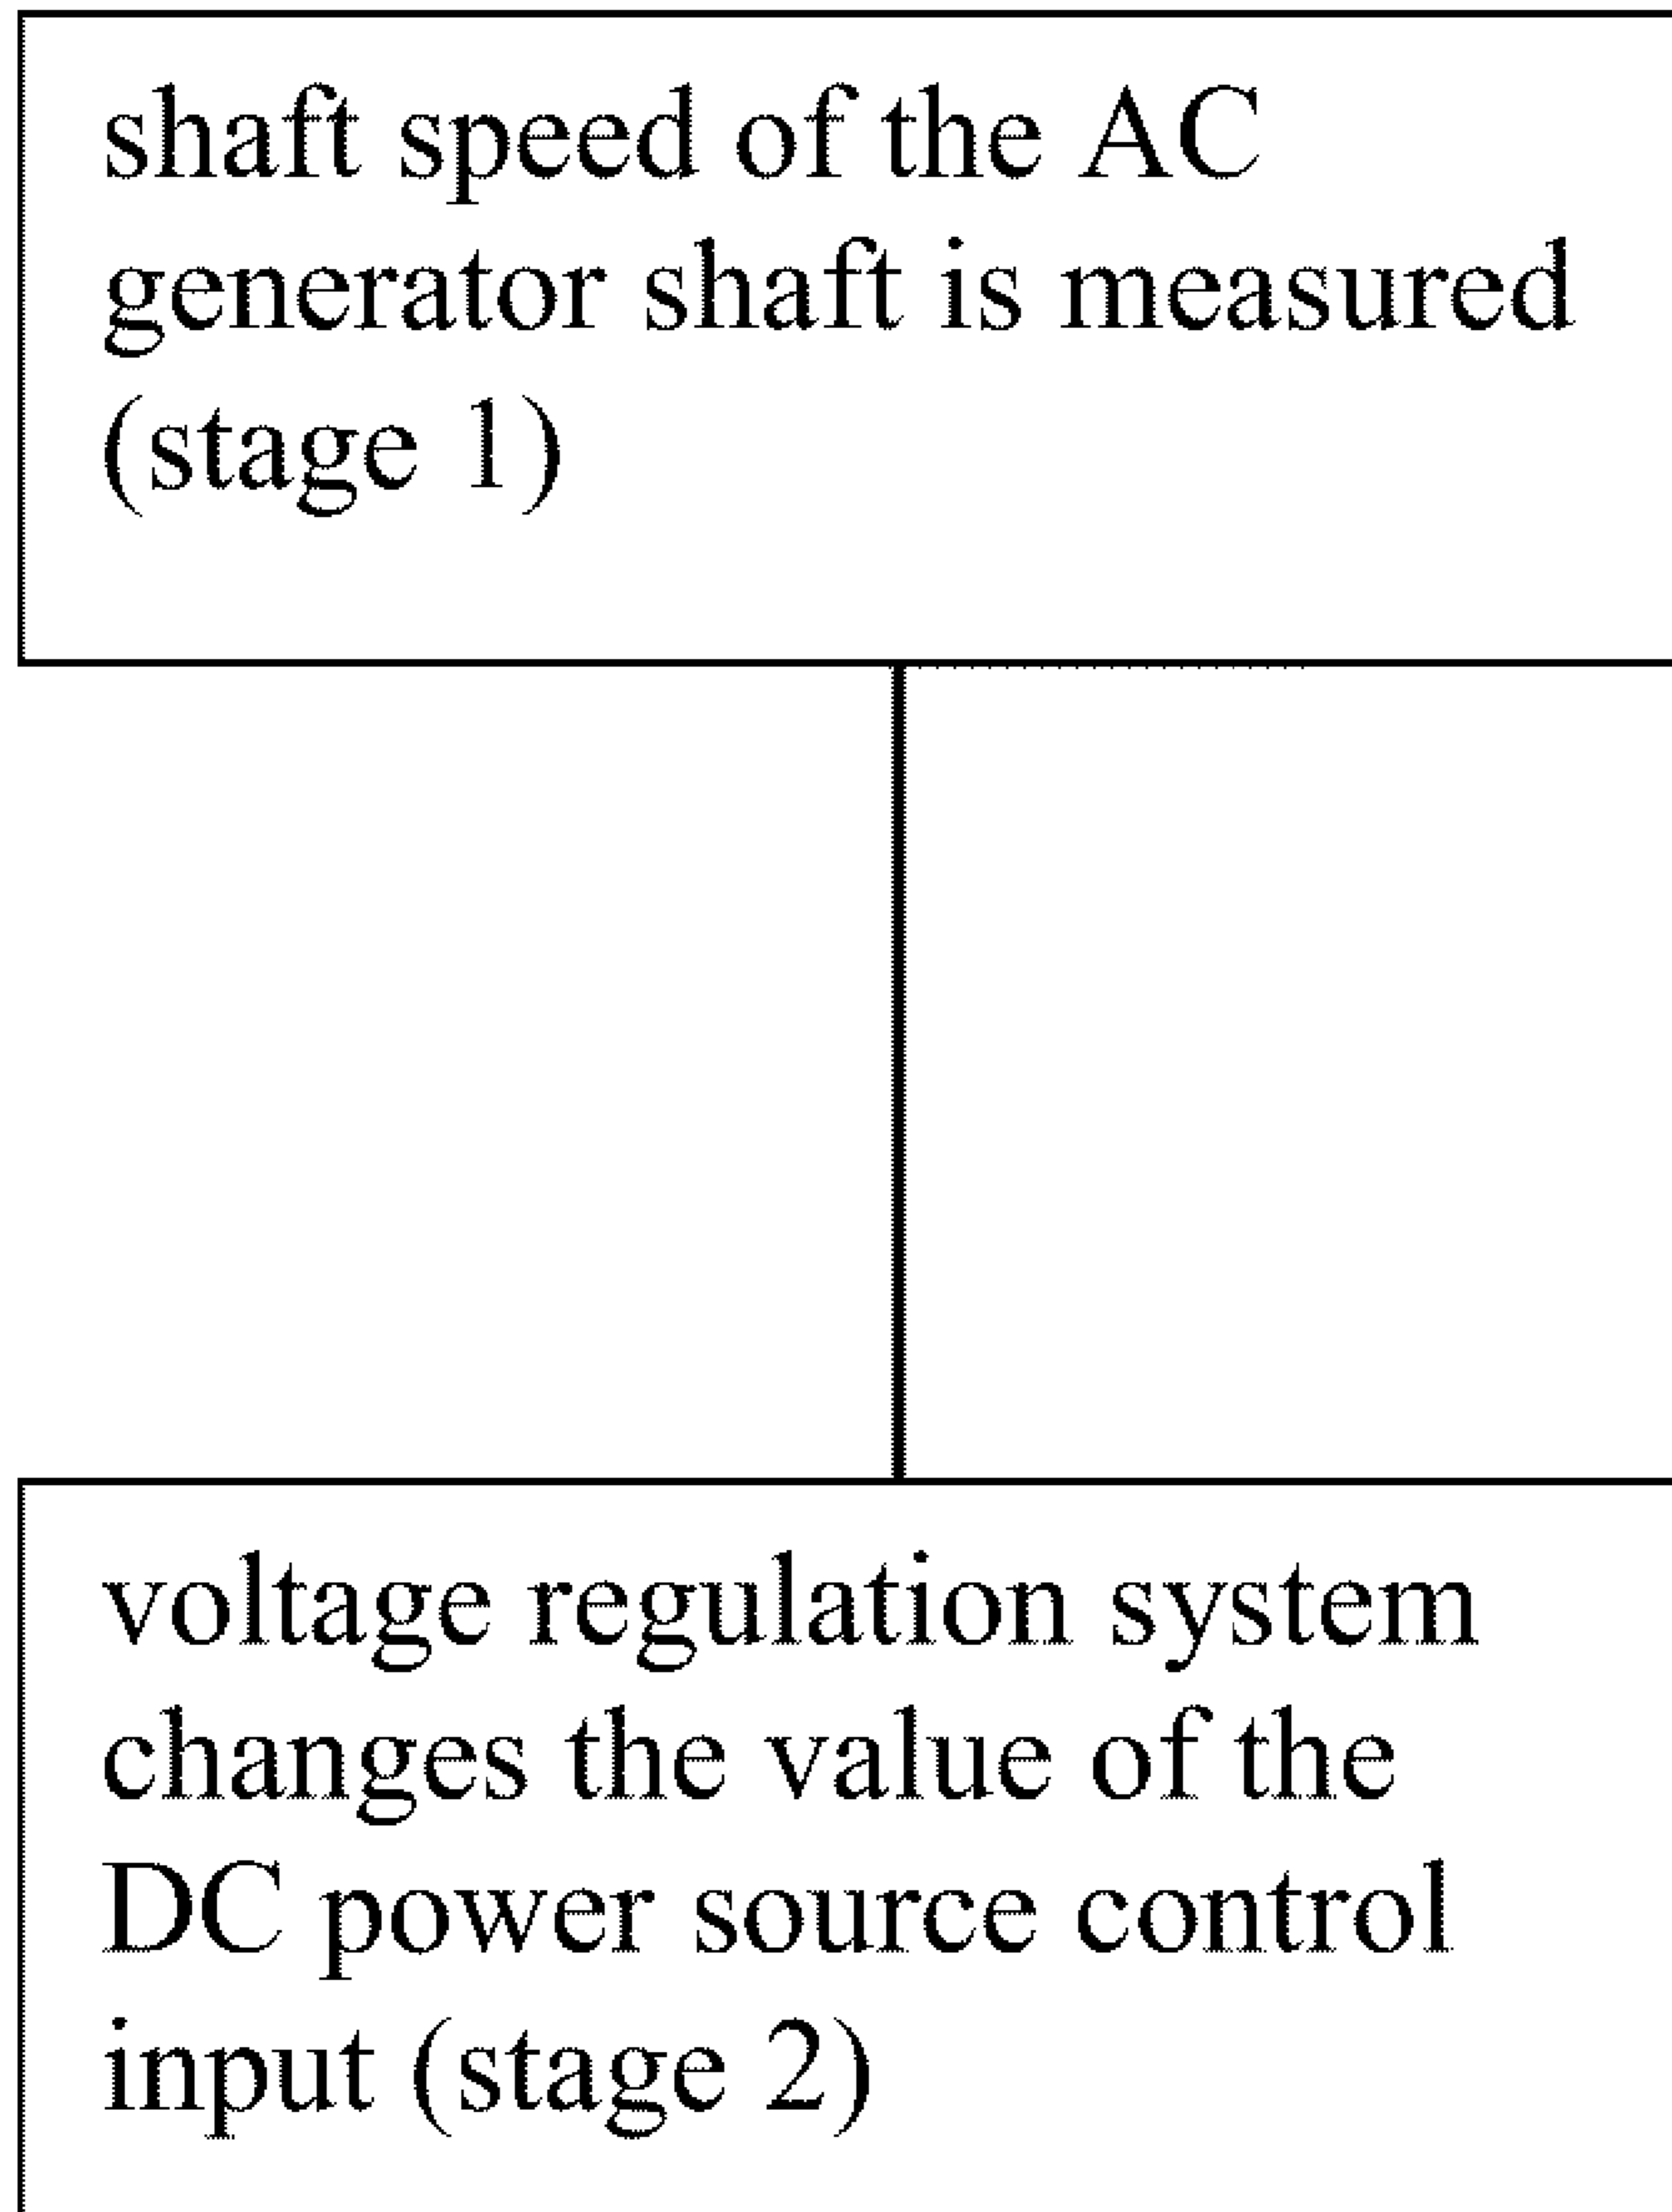 shaft speed of the AC
generator shaft is measured
(stage 1)
voltage regulation system
changes the value of the
DC power source control
input (stage 2)